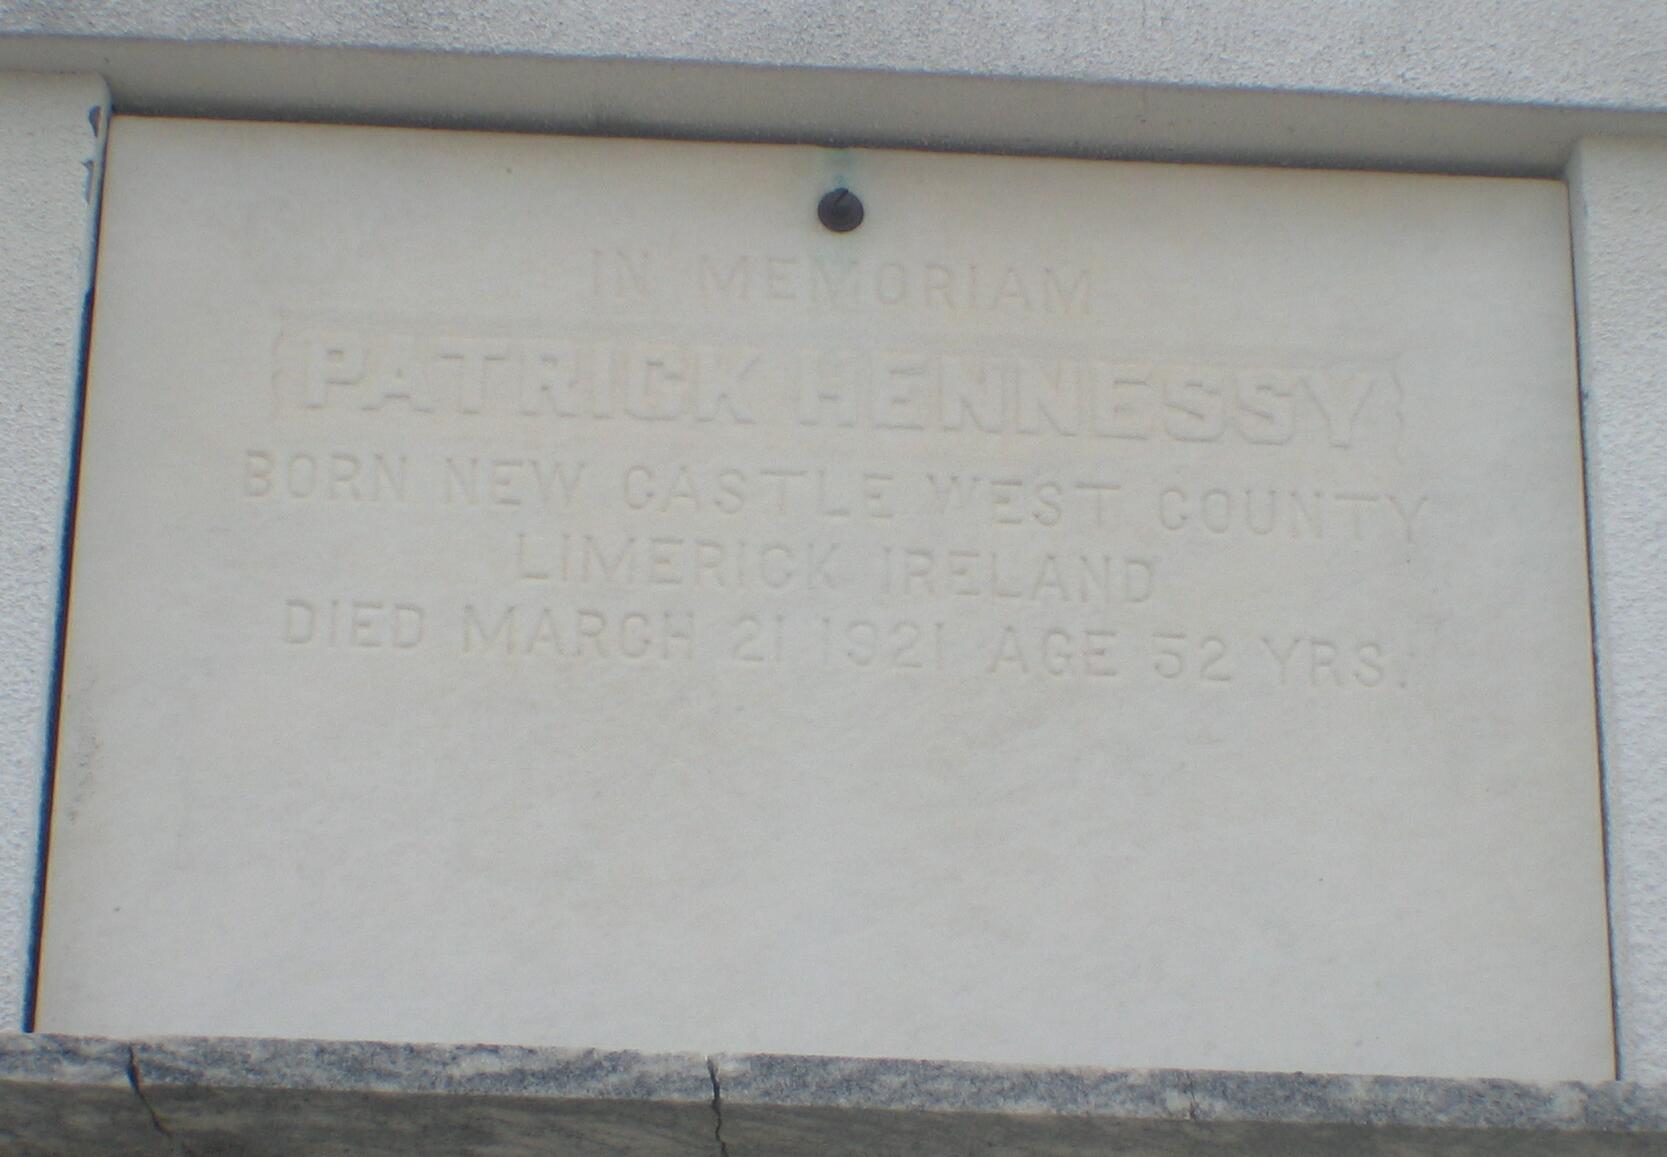 IN MEMORIAM
PATRICK HENNESSY
BORN NEW CASTLE WEST COUNTY
LIMERICK IRELAND
DIED MARCH 21 1921 AGE 52 YRS.